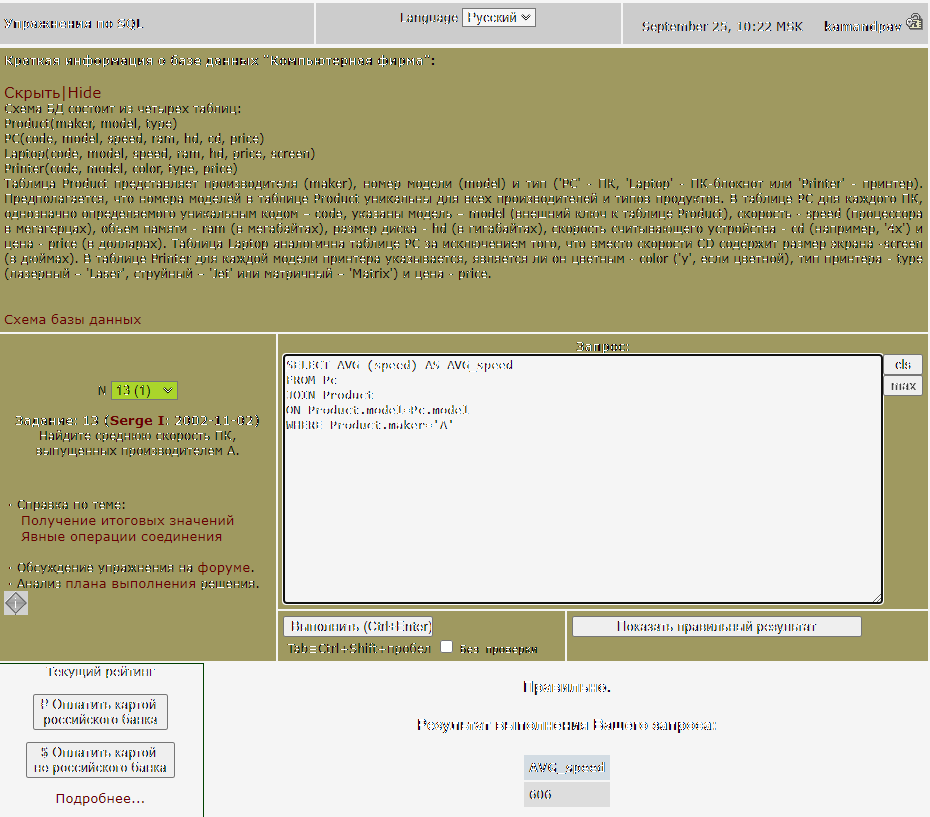 Упражнения по SQL
Language Русский
September 25, 10:22 MSK kamandpav
Краткая информация о базе данных "Компьютерная фирма":
Скрыть|Hide
Схема БД состоит из четырех таблиц:
Product(maker, model, type)
PC(code, model, speed, ram, hd, cd, price)
Laptop(code, model, speed, ram, hd, price, screen)
Printer(code, model, color, type, price)
Таблица Product представляет производителя (maker), номер модели (model) и тип ('PC' - ПК, 'Laptop' - ПК-блокнот или 'Printer' - принтер).
Предполагается, что номера моделей в таблице Product уникальны для всех производителей и типов продуктов. В таблице PC для каждого ПК,
однозначно определяемого уникальным кодом – code, указаны модель – model (внешний ключ к таблице Product), скорость - speed (процессора
в мегагерцах), объем памяти - ram (в мегабайтах), размер диска - hd (в гигабайтах), скорость считывающего устройства - cd (например, '4x') и
цена - price (в долларах). Таблица Laptop аналогична таблице РС за исключением того, что вместо скорости CD содержит размер экрана -screen
(в дюймах). В таблице Printer для каждой модели принтера указывается, является ли он цветным - color ('y', если цветной), тип принтера - type
(лазерный – 'Laser', струйный – 'Jet' или матричный – 'Matrix') и цена - price.
Схема базы данных
N 13 (1)
Задание: 13 (Serge I: 2002-11-02)
Найдите среднюю скорость ПК,
выпущенных производителем A.
· Справка по теме:
Получение итоговых значений
Явные операции соединения
· Обсуждение упражнения на форуме.
· Анализ плана выполнения решения.
Запрос:
SELECT AVG (speed) AS AVG_speed
FROM Pc
JOIN Product
ON Product.model=Pc.model
WHERE Product.maker='A'
cls
max
Выполнить (Ctrl+Enter)
Tab=Ctrl+Shift+пробел без проверки
Показать правильный результат
Текущий рейтинг
₽ Оплатить картой
российского банка
$ Оплатить картой
не российского банка
Подробнее...
Правильно.
Результат выполнения Вашего запроса:
AVG_speed
606